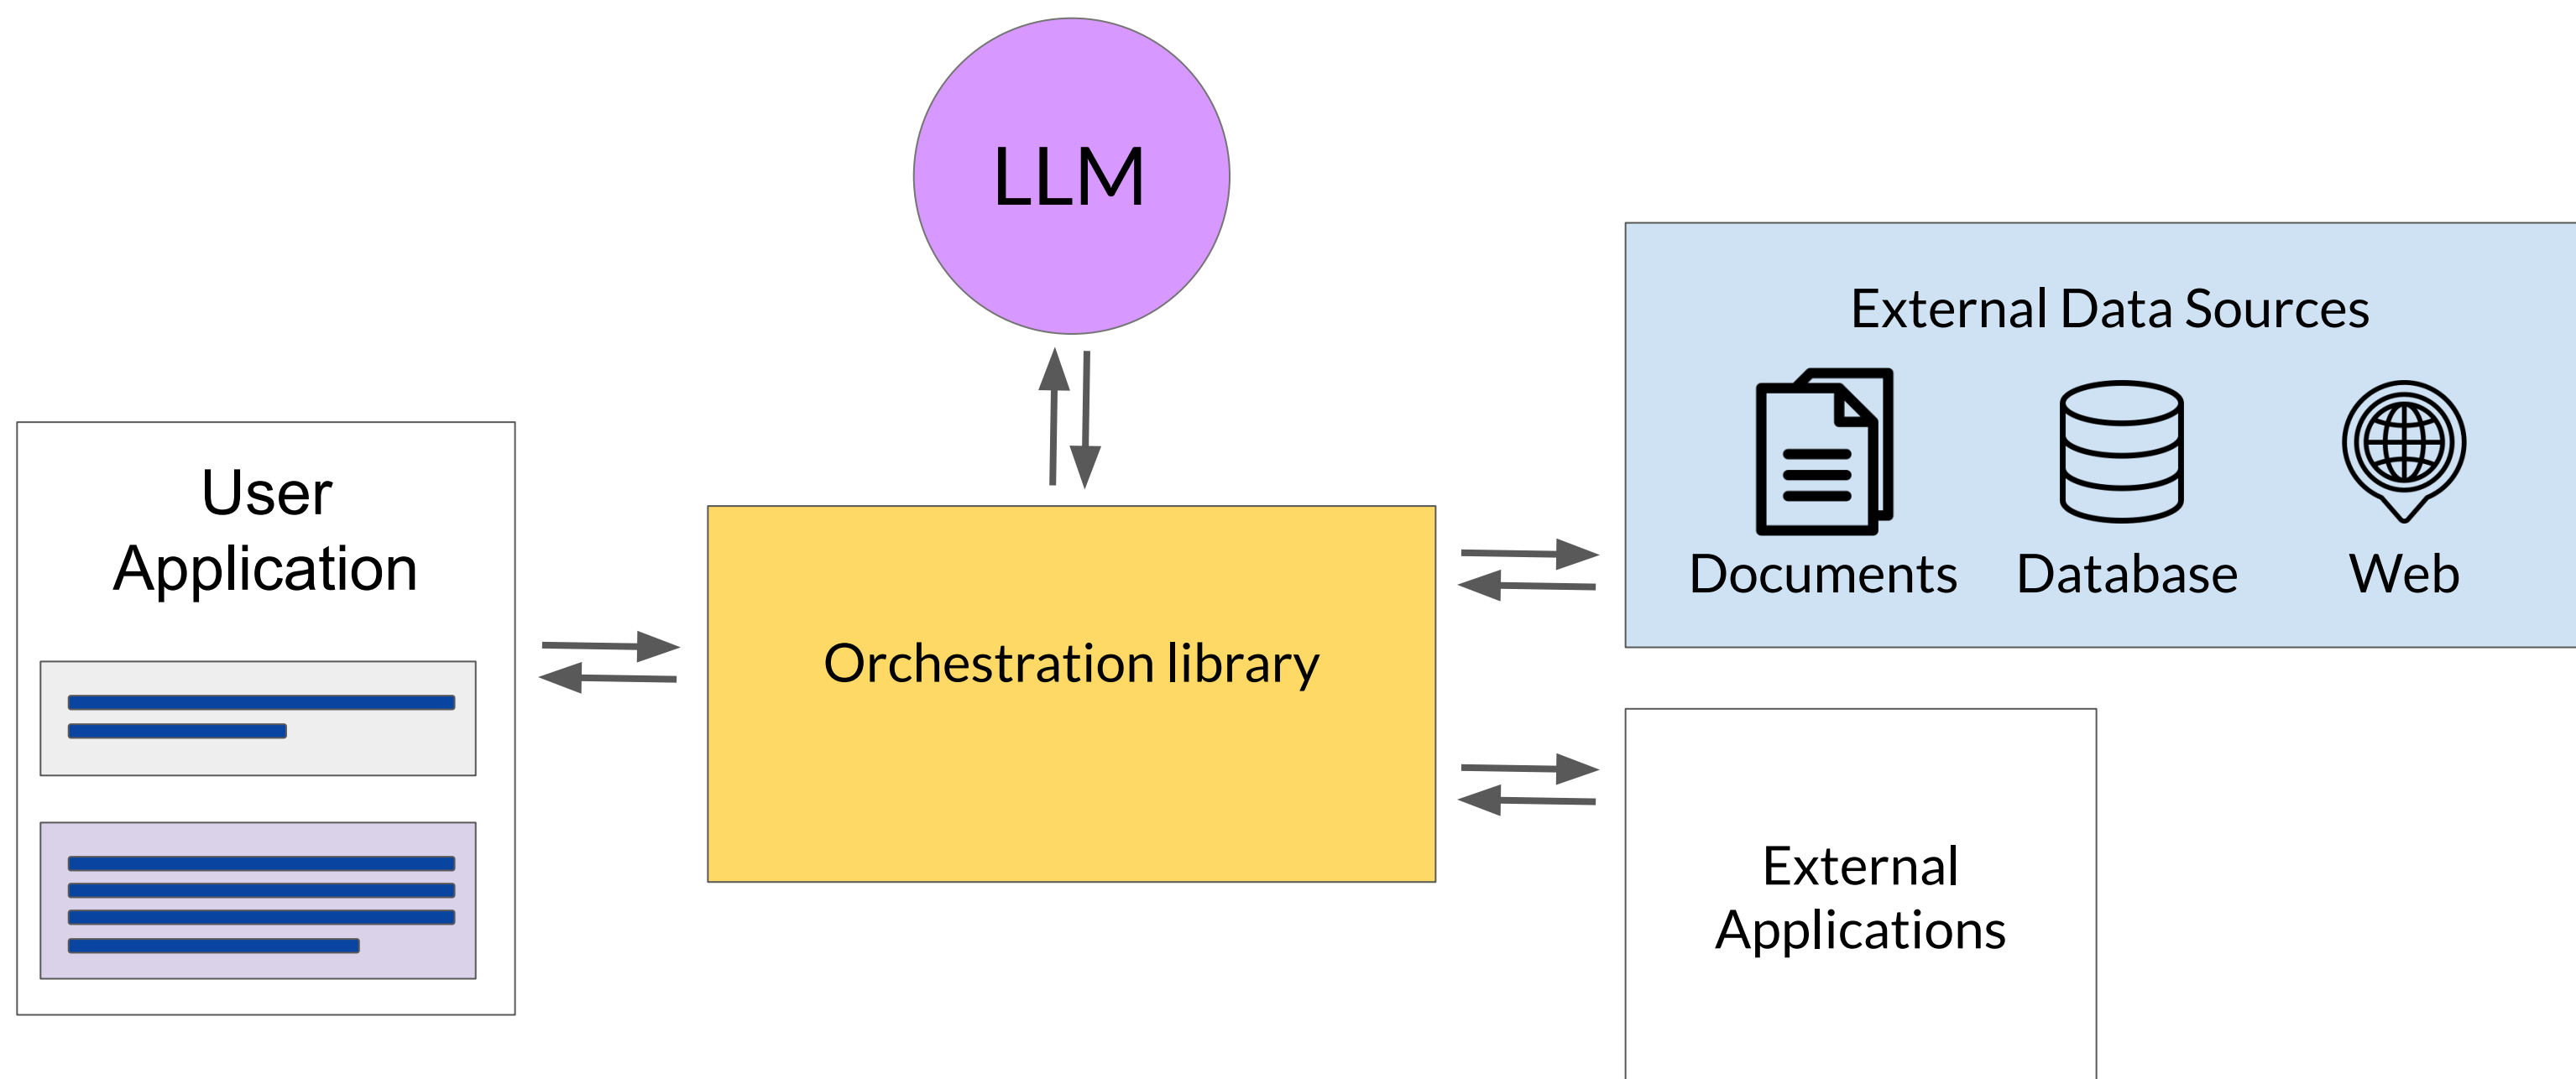 LLM
User
Application
Orchestration library
External Data Sources
Documents
Database
Web
External
Applications